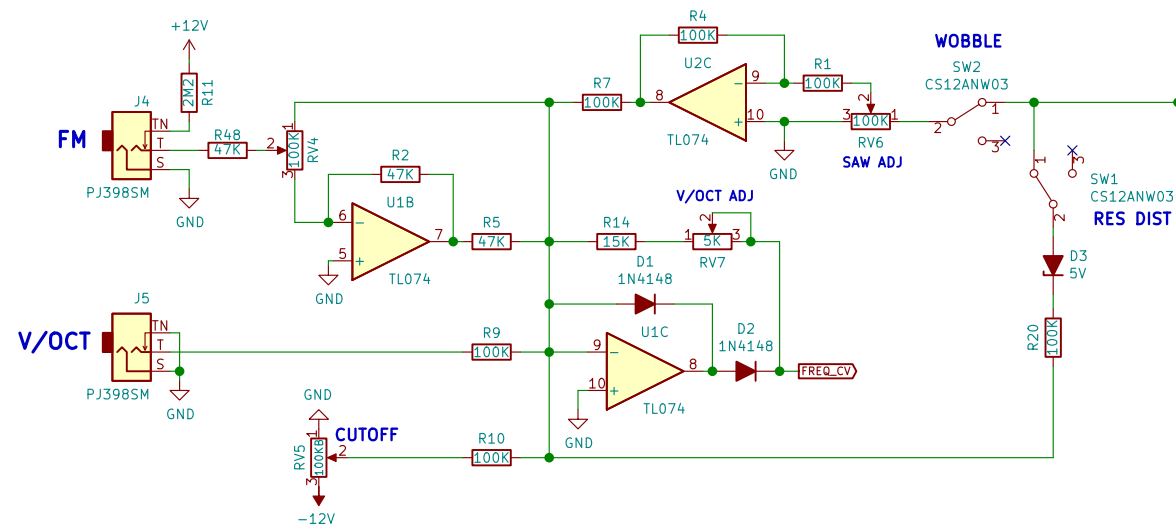 +12V
2M2
R11
J4
TN
T
S
FM
PJ398SM
GND
R48
47K
2
1
100K
3
RV4
R2
47K
U1B
6
5
7
TL074
GND
R5
47K
R4
100K
U2C
R7
100K
8
9
10
TL074
R1
100K
2
3
100K
1
RV6
SAW ADJ
GND
WOBBLE
SW2
CS12ANW03
1
2
3
1
3
SW1
CS12ANW03
2
RES DIST
D3
5V
R20
100K
V/OCT ADJ
R14
15K
2
1
5K
3
RV7
D1
1N4148
U1C
9
10
8
TL074
GND
D2
1N4148
FREQ_CV
J5
TN
T
S
V/OCT
PJ398SM
GND
R9
100K
GND
1
RV5
100KB
2
3
CUTOFF
-12V
R10
100K